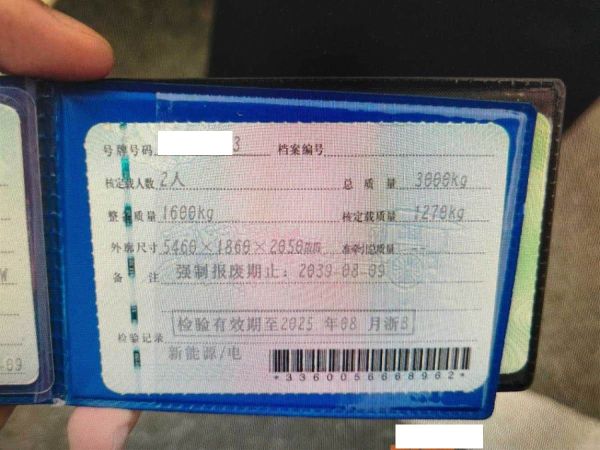 号牌号码 3 档案编号
核定载人数 2人 总质量 3000kg
整备质量 1600kg 核定载质量 1270kg
外廓尺寸 5460×1860×2050mm 准牵引总质量 --
备注 强制报废期止：2039-08-09
检验有效期至2025年08月浙B
检验记录
新能源/电
*3360056668962*
W
09